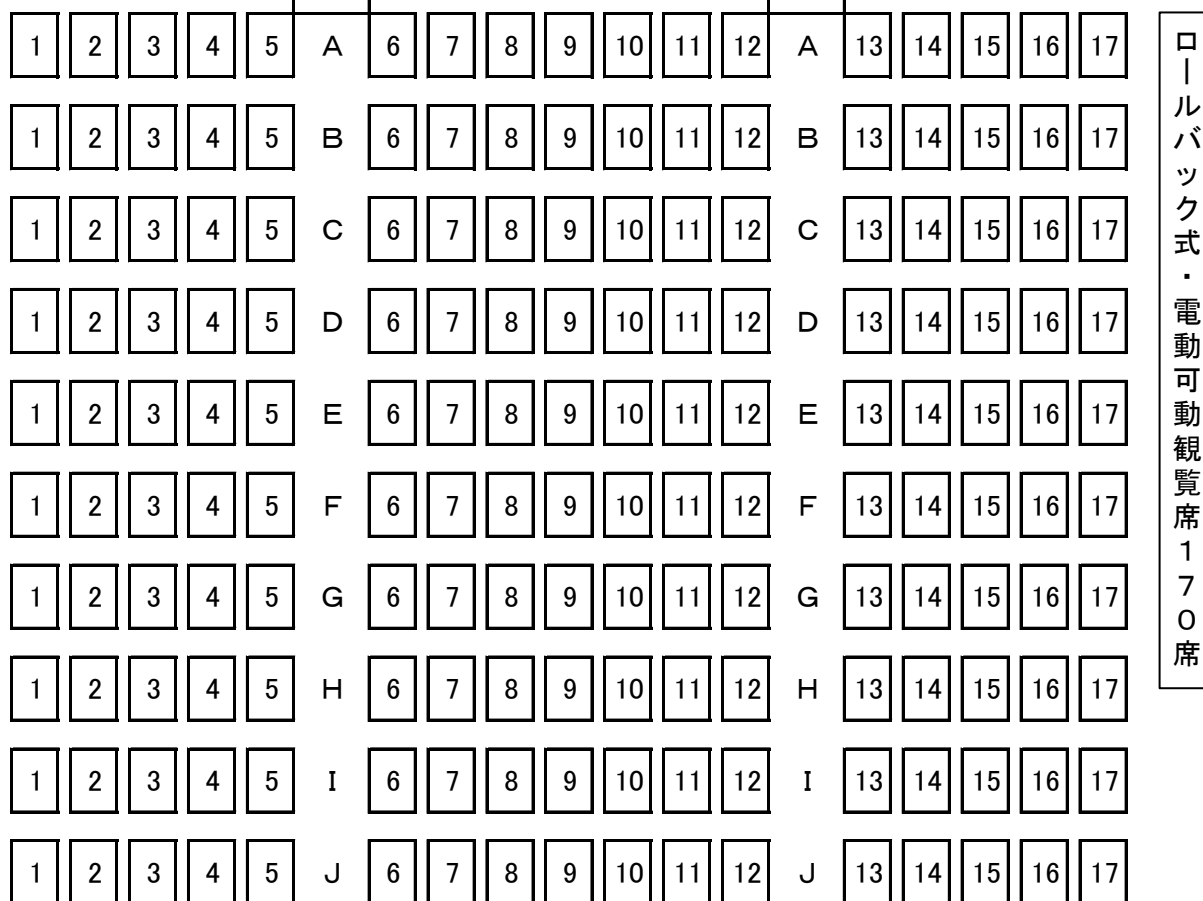 1 2 3 4 5 A 6 7 8 9 10 11 12 A 13 14 15 16 17
1 2 3 4 5 B 6 7 8 9 10 11 12 B 13 14 15 16 17
1 2 3 4 5 C 6 7 8 9 10 11 12 C 13 14 15 16 17
1 2 3 4 5 D 6 7 8 9 10 11 12 D 13 14 15 16 17
1 2 3 4 5 E 6 7 8 9 10 11 12 E 13 14 15 16 17
1 2 3 4 5 F 6 7 8 9 10 11 12 F 13 14 15 16 17
1 2 3 4 5 G 6 7 8 9 10 11 12 G 13 14 15 16 17
1 2 3 4 5 H 6 7 8 9 10 11 12 H 13 14 15 16 17
1 2 3 4 5 I 6 7 8 9 10 11 12 I 13 14 15 16 17
1 2 3 4 5 J 6 7 8 9 10 11 12 J 13 14 15 16 17
ロールバック式・電動可動観覧席170席